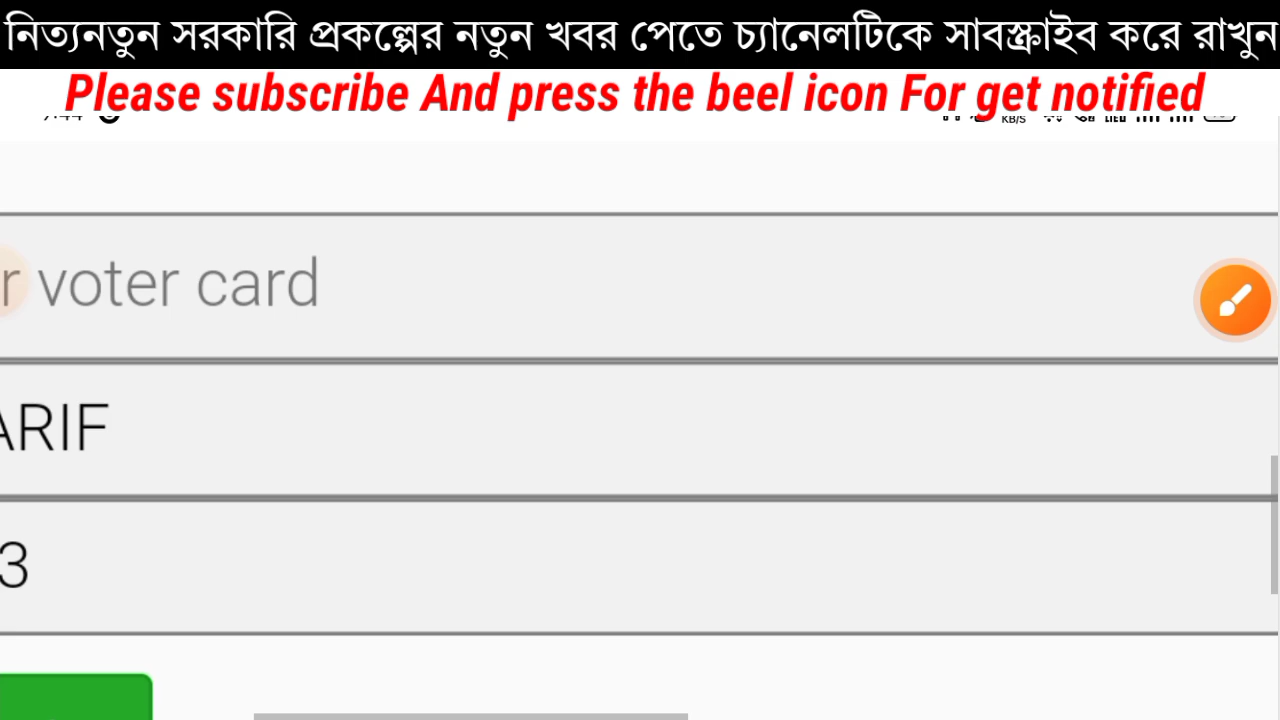 নিত্যনতুন সরকারি প্রকল্পের নতুন খবর পেতে চ্যানেলটিকে সাবস্ক্রাইব করে রাখুন
Please subscribe And press the beel icon For get notified
KB/S
r voter card
ARIF
3